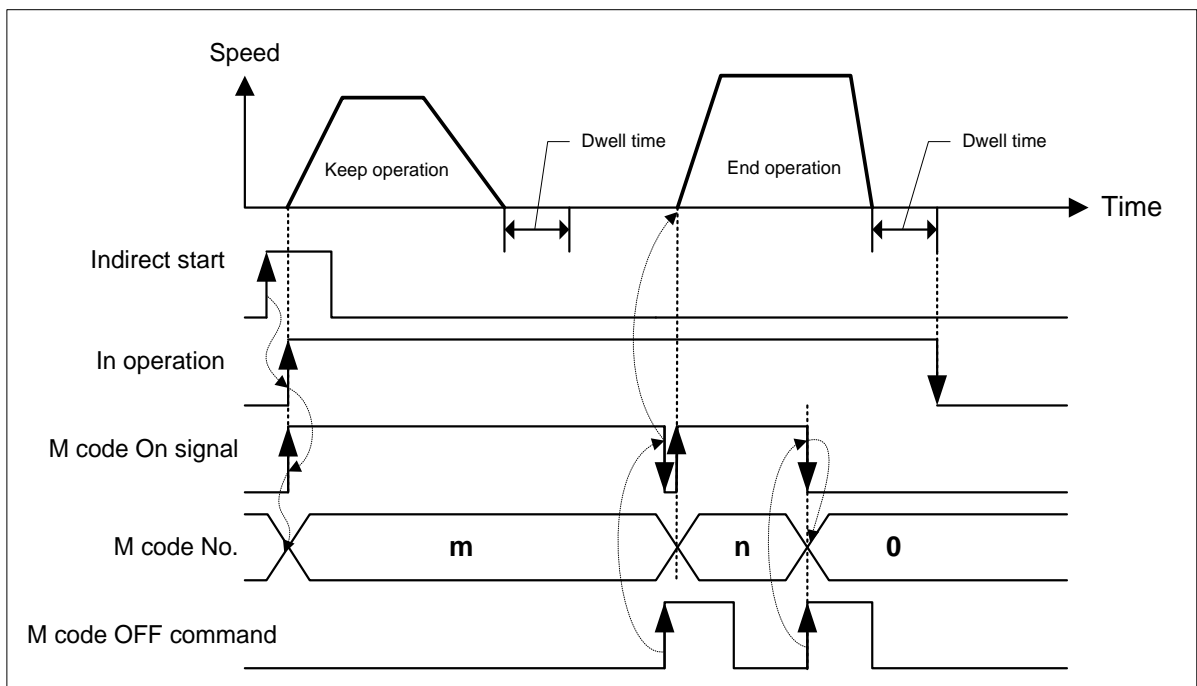 Speed
Dwell time
Dwell time
Keep operation
End operation
Time
Indirect start
In operation
M code On signal
M code No.
m
n
0
M code OFF command